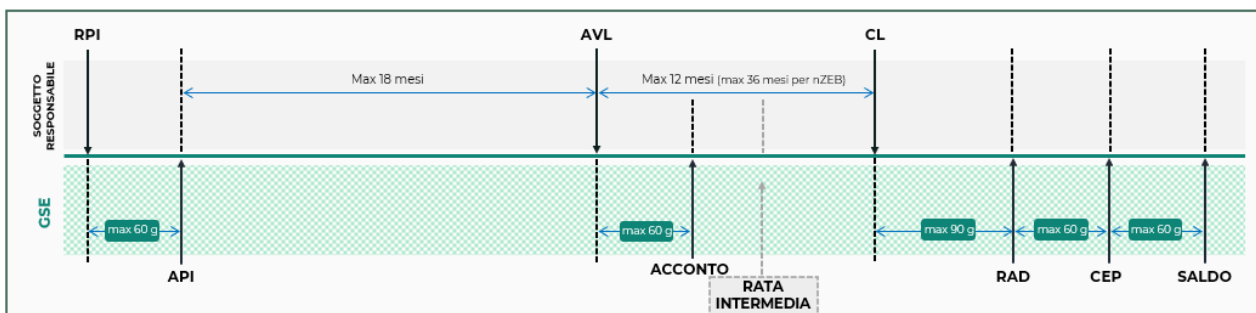 RPI
AVL
CL
SOGGETTO
RESPONSABILE
Max 18 mesi
Max 12 mesi (max 36 mesi per nZEB)
GSE
max 60 g
max 60 g
max 90 g
max 60 g
max 60 g
API
ACCONTO
RATA
INTERMEDIA
RAD
CEP
SALDO